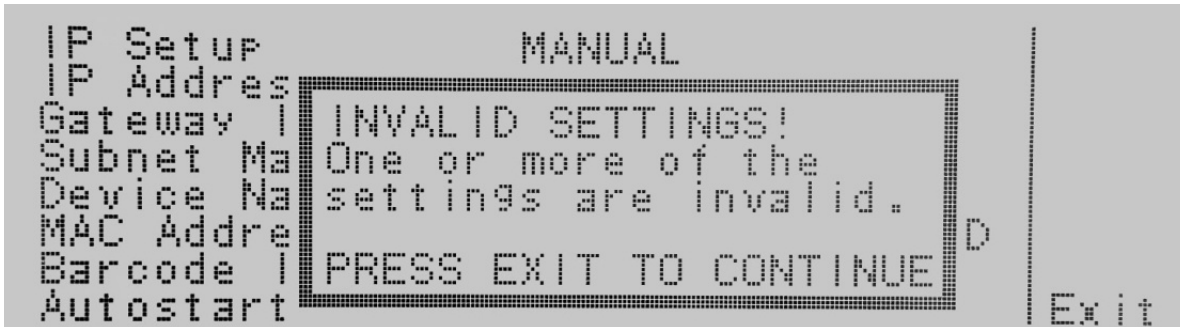 IP Setup MANUAL
IP Addres
Gateway I
INVALID SETTINGS!
Subnet Ma
One or more of the
Device Na
settings are invalid.
MAC Addre
D
Barcode
PRESS EXIT TO CONTINUE
Autostart
Exit